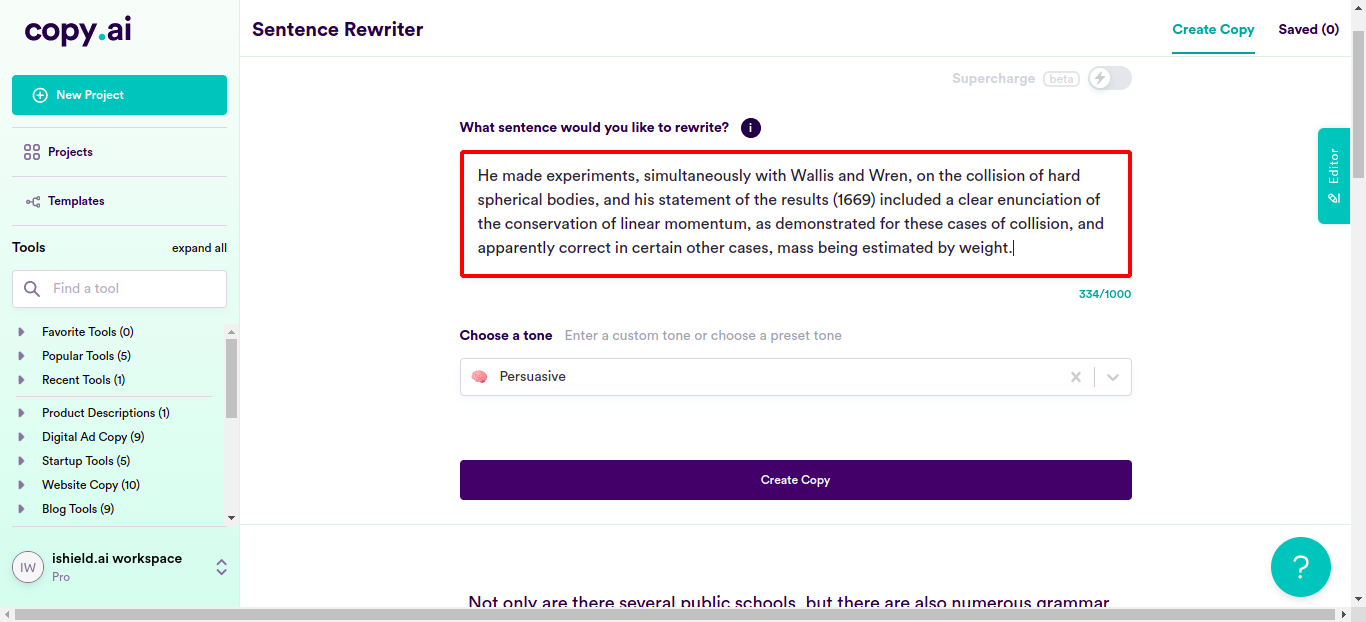 copy.ai
Sentence Rewriter
Create Copy
Saved (0)
New Project
Projects
Templates
Tools
expand all
Find a tool
Favorite Tools (0)
Popular Tools (5)
Recent Tools (1)
Product Descriptions (1)
Digital Ad Copy (9)
Startup Tools (5)
Website Copy (10)
Blog Tools (9)
IW
ishield.ai workspace
Pro
Supercharge beta
What sentence would you like to rewrite? i
He made experiments, simultaneously with Wallis and Wren, on the collision of hard
spherical bodies, and his statement of the results (1669) included a clear enunciation of
the conservation of linear momentum, as demonstrated for these cases of collision, and
apparently correct in certain other cases, mass being estimated by weight.
334/1000
Choose a tone Enter a custom tone or choose a preset tone
Persuasive
Create Copy
Not only are there several public schools, but there are also numerous grammar
Editor
?